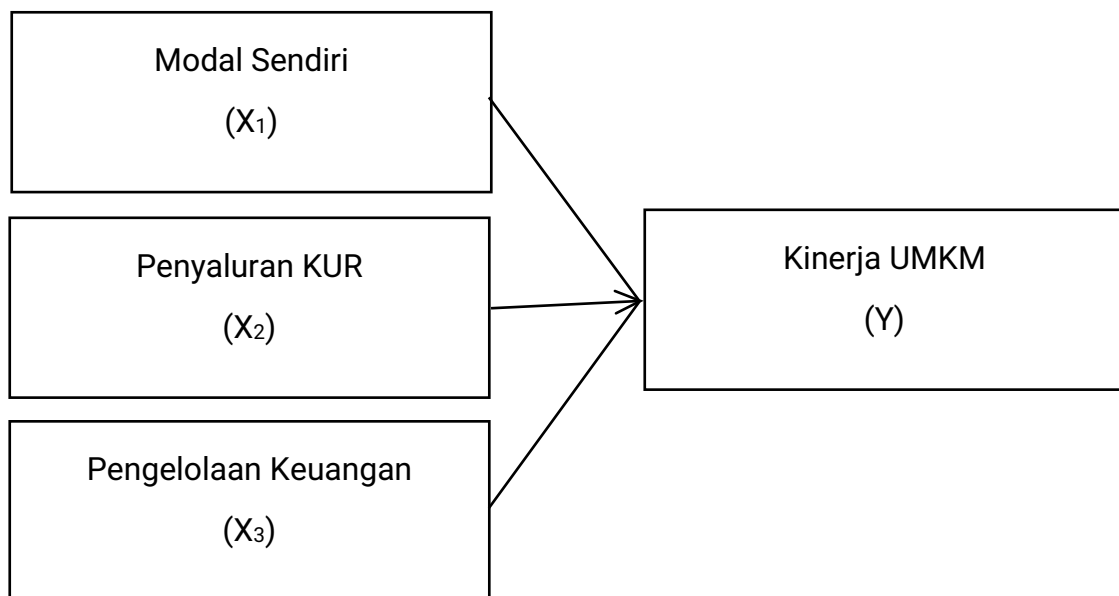 Modal Sendiri
(X₁)
Penyaluran KUR
(X₂)
Pengelolaan Keuangan
(X₃)
Kinerja UMKM
(Y)